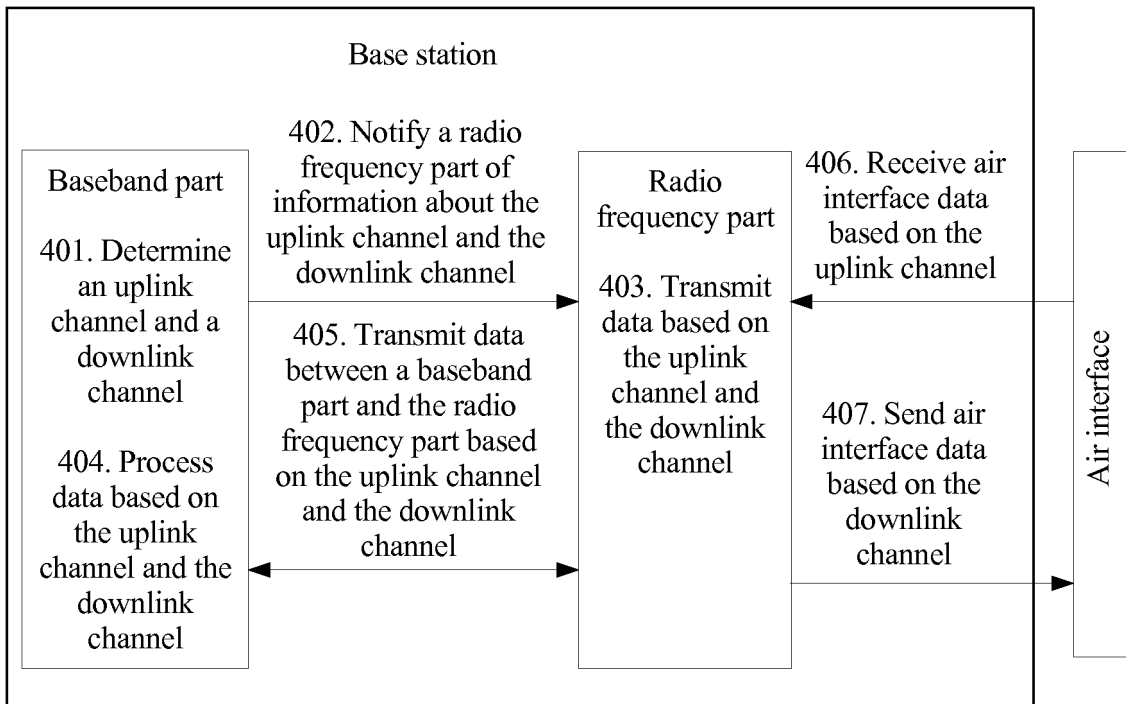 Base station
Baseband part
401. Determine
an uplink
channel and a
downlink
channel
404. Process
data based on
the uplink
channel and the
downlink
channel
402. Notify a radio
frequency part of
information about the
uplink channel and the
downlink channel
405. Transmit data
between a baseband
part and the radio
frequency part based
on the uplink channel
and the downlink
channel
Radio
frequency part
403. Transmit
data based on
the uplink
channel and
the downlink
channel
406. Receive air
interface data
based on the
uplink channel
407. Send air
interface data
based on the
downlink
channel
Air interface